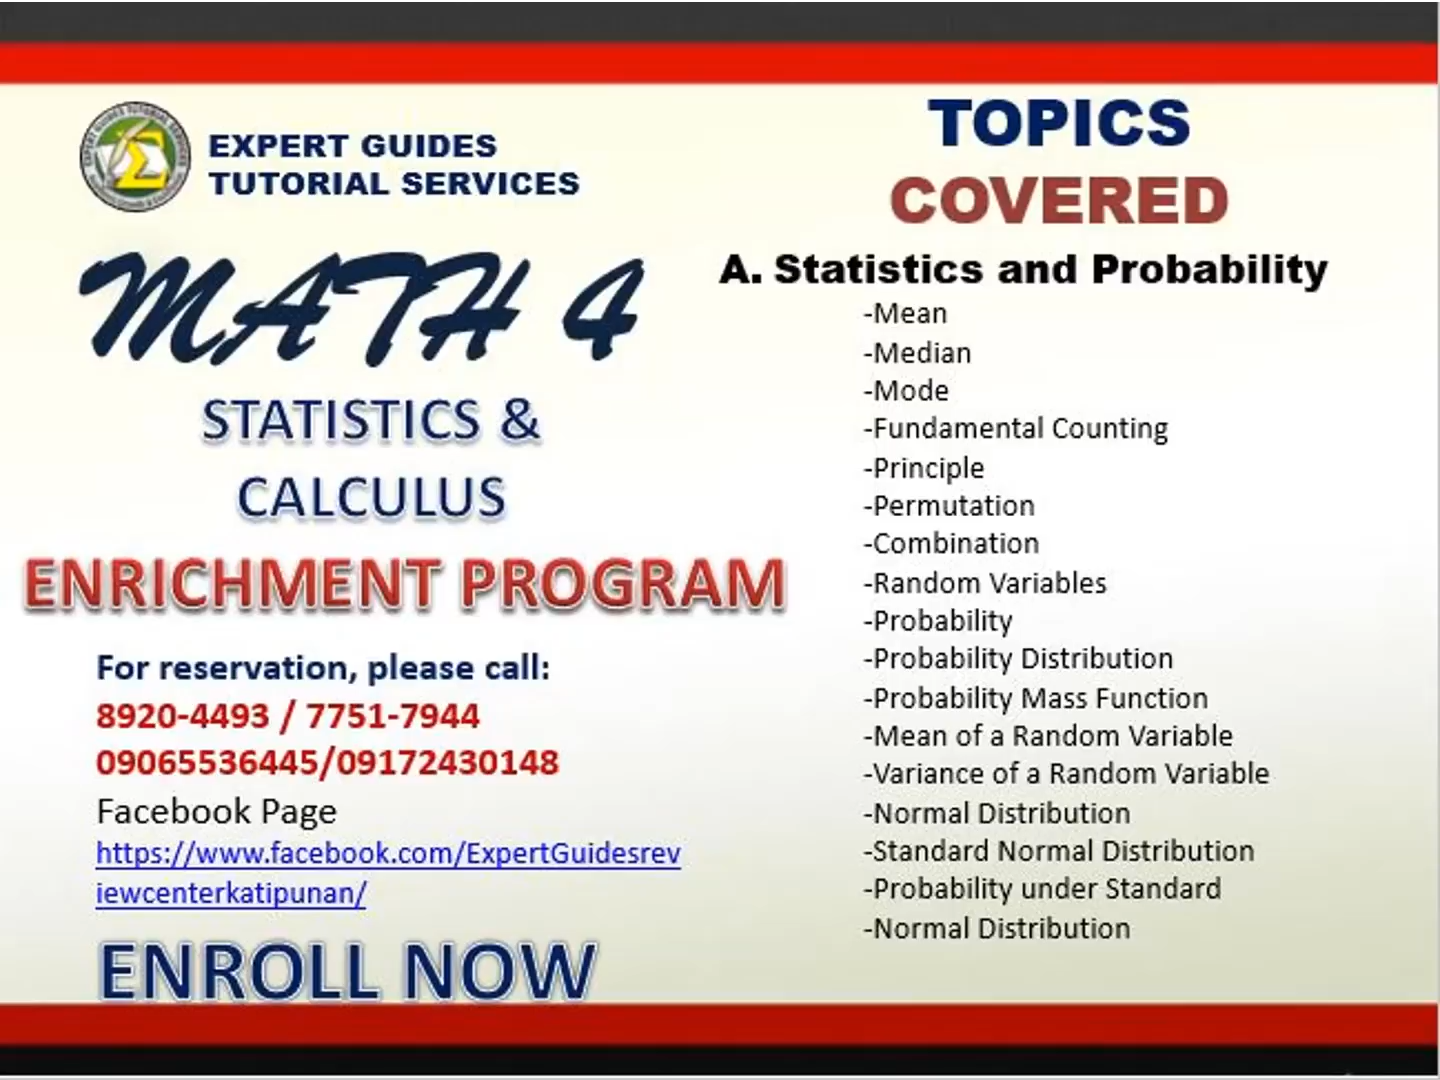 EXPERT GUIDES
TUTORIAL SERVICES
MATH 4
STATISTICS &
CALCULUS
ENRICHMENT PROGRAM
For reservation, please call:
8920-4493 / 7751-7944
09065536445/09172430148
Facebook Page
https://www.facebook.com/ExpertGuidesrev
iewcenterkatipunan/
ENROLL NOW
TOPICS
COVERED
A. Statistics and Probability
-Mean
-Median
-Mode
-Fundamental Counting
-Principle
-Permutation
-Combination
-Random Variables
-Probability
-Probability Distribution
-Probability Mass Function
-Mean of a Random Variable
-Variance of a Random Variable
-Normal Distribution
-Standard Normal Distribution
-Probability under Standard
-Normal Distribution